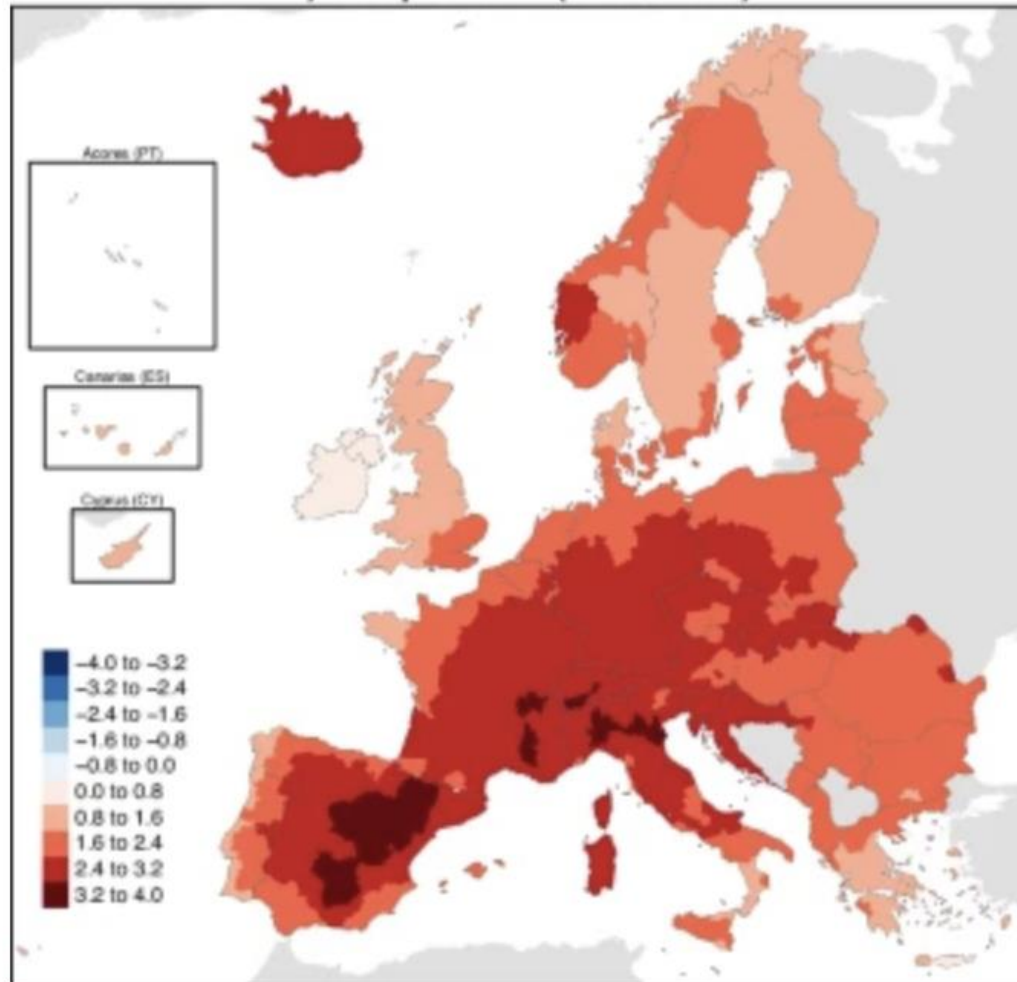 Acores (PT)
Canarias (ES)
Cyprus (CY)
−4.0 to −3.2
−3.2 to −2.4
−2.4 to −1.6
−1.6 to −0.8
−0.8 to 0.0
0.0 to 0.8
0.8 to 1.6
1.6 to 2.4
2.4 to 3.2
3.2 to 4.0